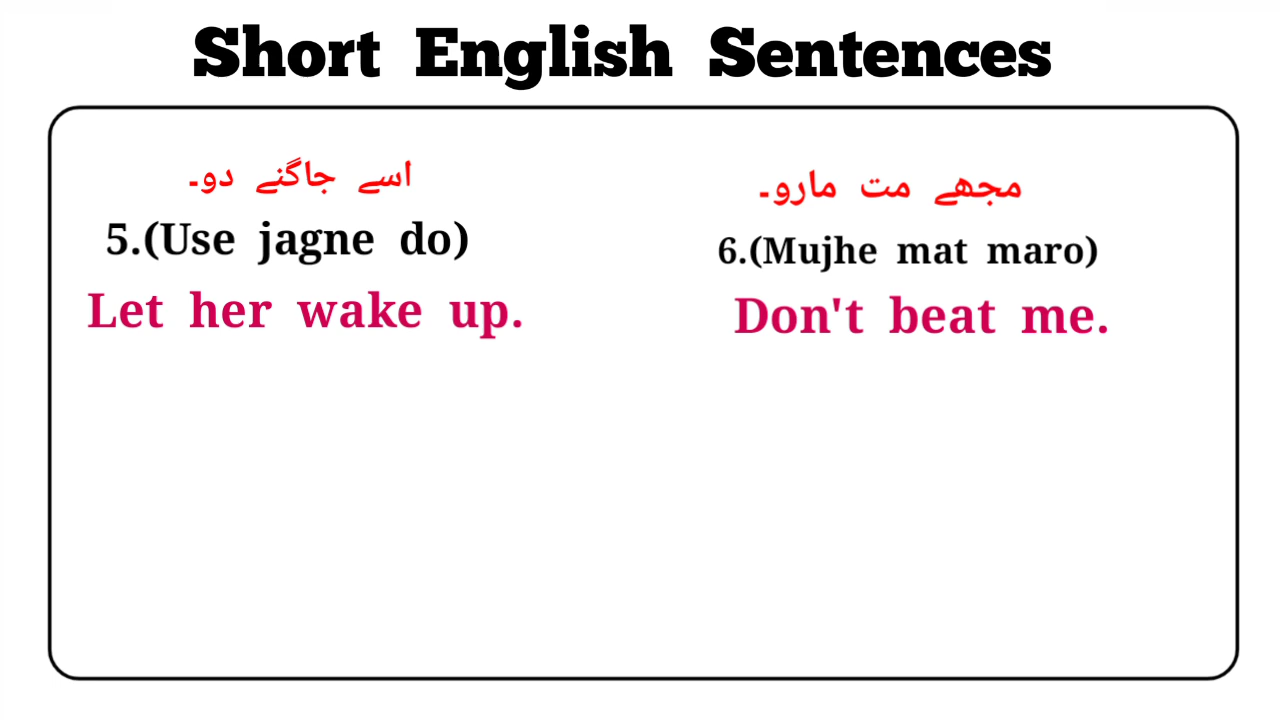 Short English Sentences
اسے جاگنے دو۔
5.(Use jagne do)
Let her wake up.
مجھے مت مارو۔
6.(Mujhe mat maro)
Don't beat me.